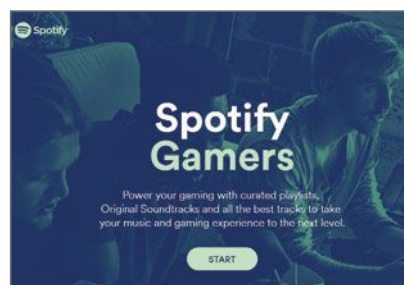 Spotify
Spotify
Gamers
Power your gaming with curated playlists,
Original Soundtracks and all the best tracks to take
your music and gaming experience to the next level.
START